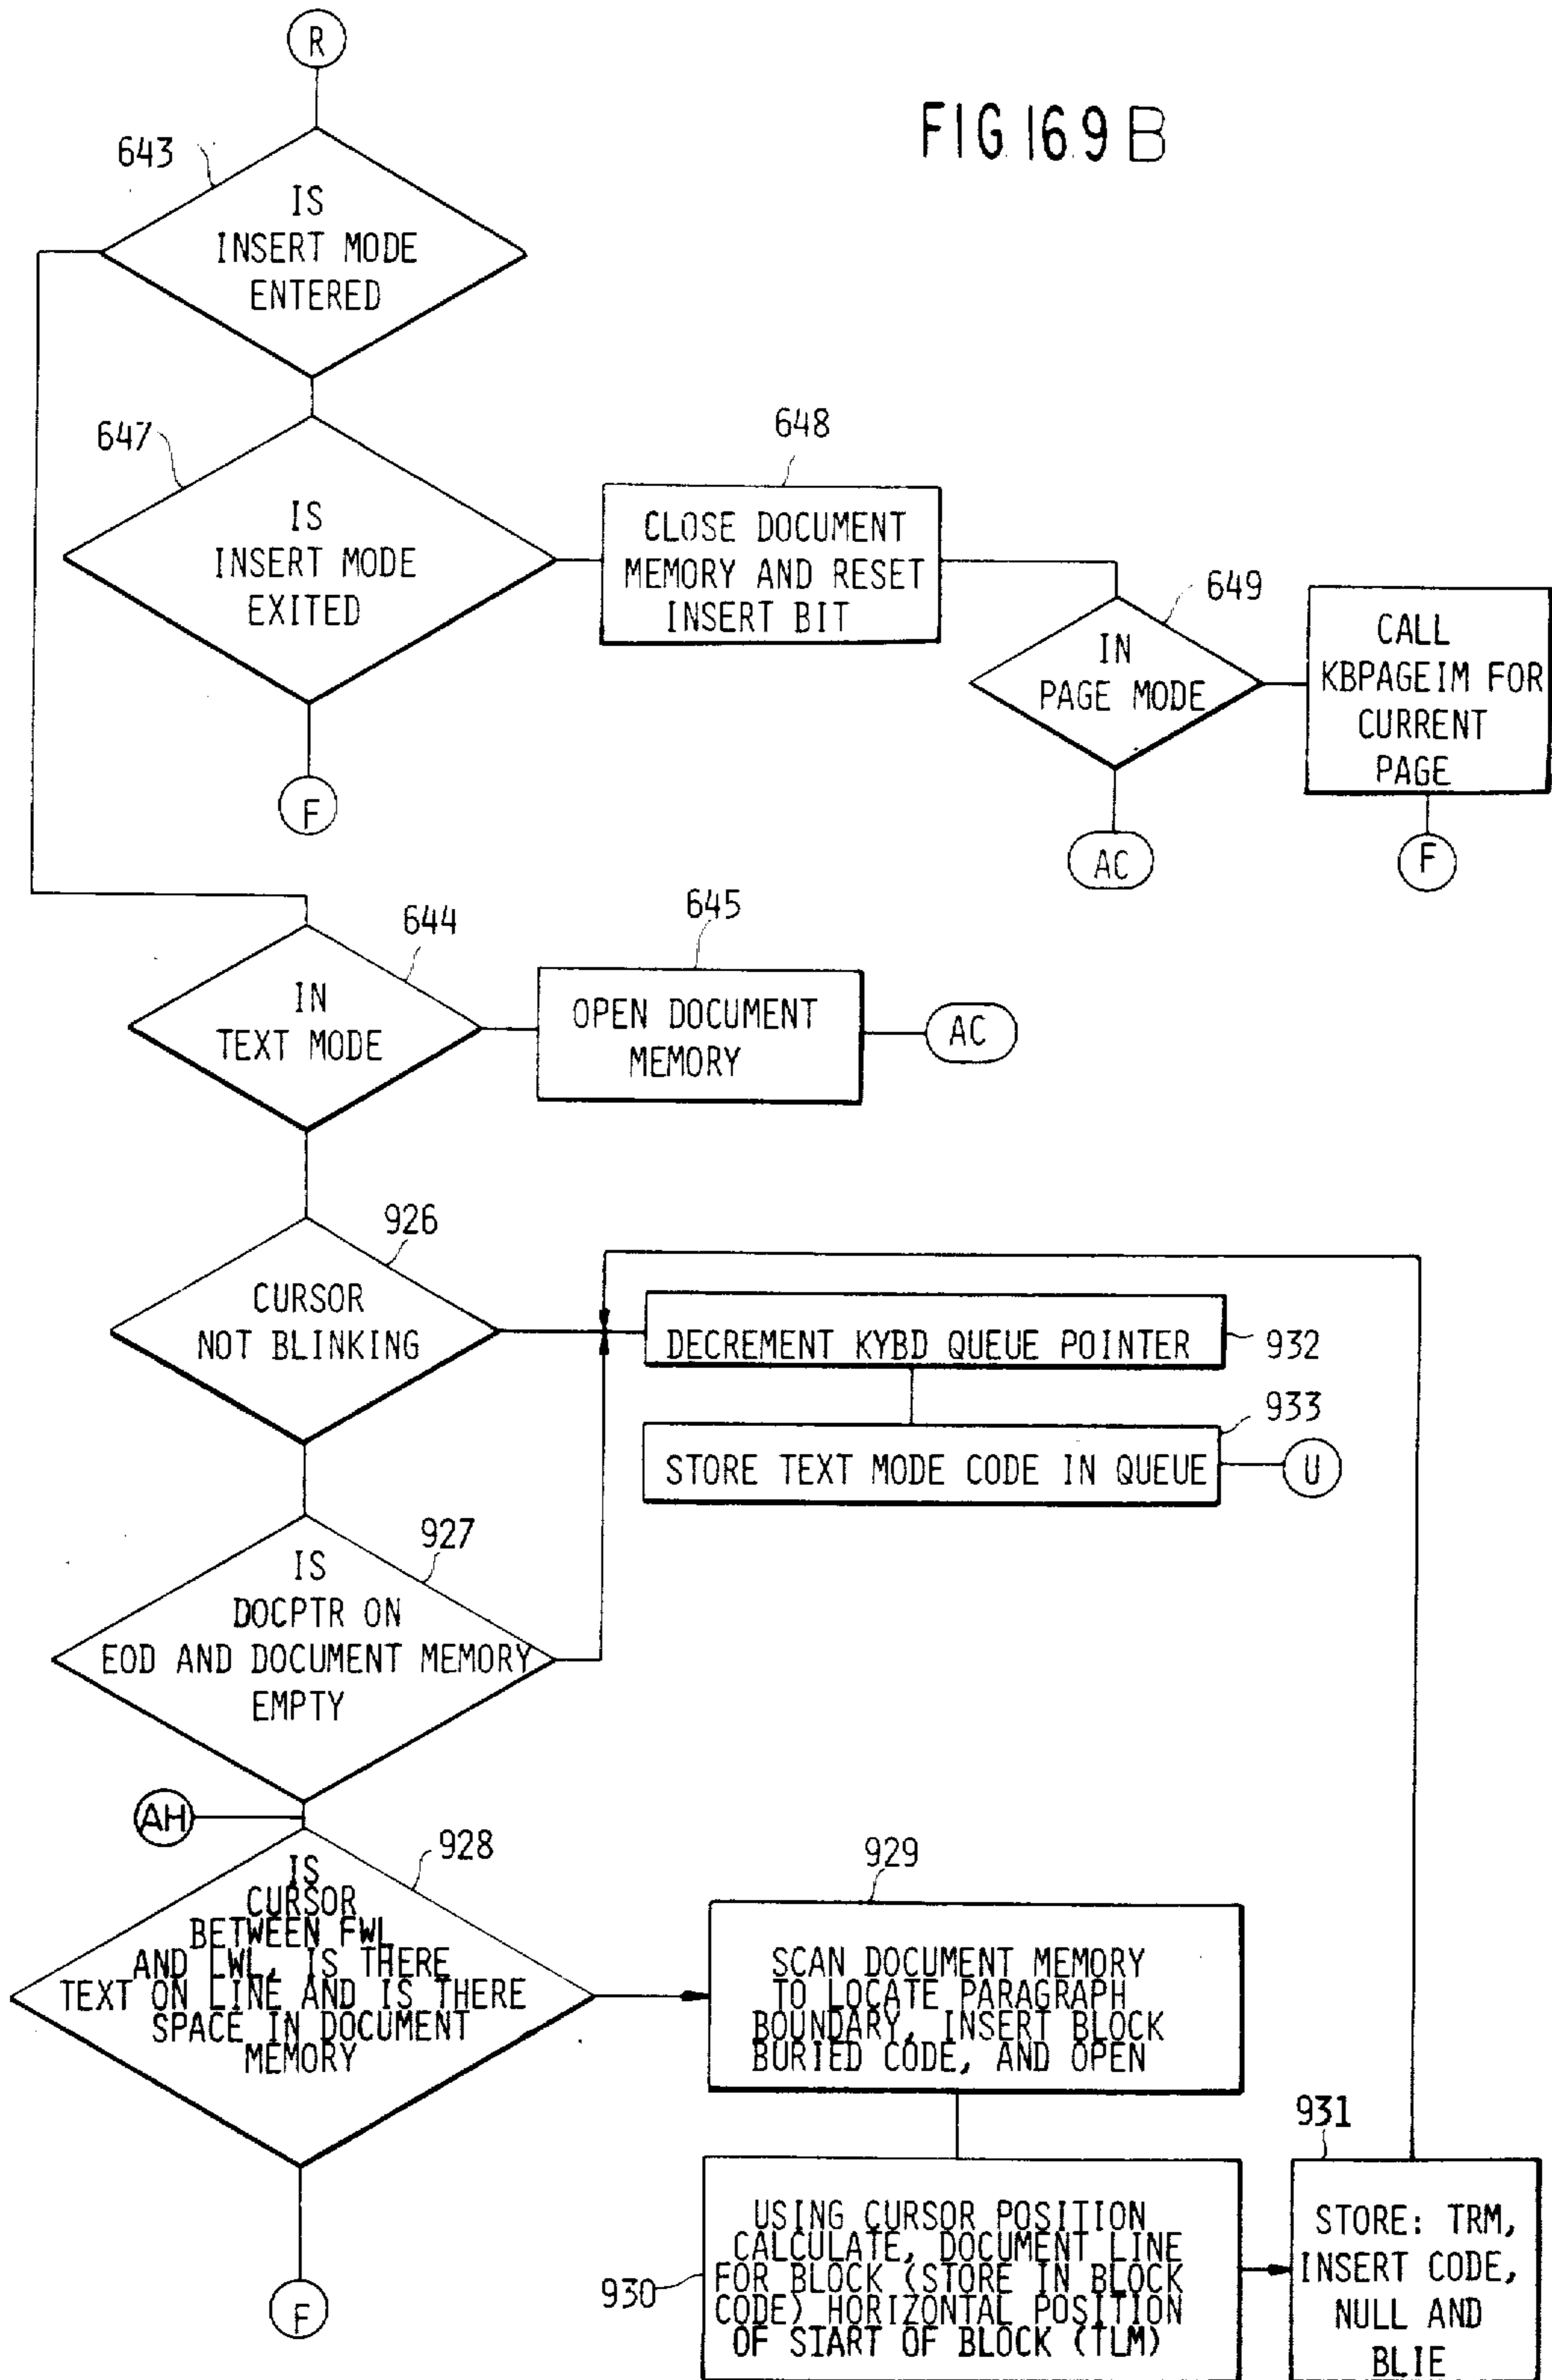 R
FIG 16.9 B
643
IS
INSERT MODE
ENTERED
647
IS
INSERT MODE
EXITED
648
CLOSE DOCUMENT
MEMORY AND RESET
INSERT BIT
649
IN
PAGE MODE
CALL
KBPAGEIM FOR
CURRENT
PAGE
F
AC
F
644
IN
TEXT MODE
645
OPEN DOCUMENT
MEMORY
AC
926
CURSOR
NOT BLINKING
DECREMENT KYBD QUEUE POINTER
932
933
STORE TEXT MODE CODE IN QUEUE
U
927
IS
DOCPTR ON
EOD AND DOCUMENT MEMORY
EMPTY
AH
928
IS
CURSOR
BETWEEN FWL
AND LWL, IS THERE
TEXT ON LINE AND IS THERE
SPACE IN DOCUMENT
MEMORY
929
SCAN DOCUMENT MEMORY
TO LOCATE PARAGRAPH
BOUNDARY, INSERT BLOCK
BURIED CODE, AND OPEN
930
USING CURSOR POSITION
CALCULATE, DOCUMENT LINE
FOR BLOCK (STORE IN BLOCK
CODE) HORIZONTAL POSITION
OF START OF BLOCK (TLM)
931
STORE: TRM,
INSERT CODE,
NULL AND
BLIE
F